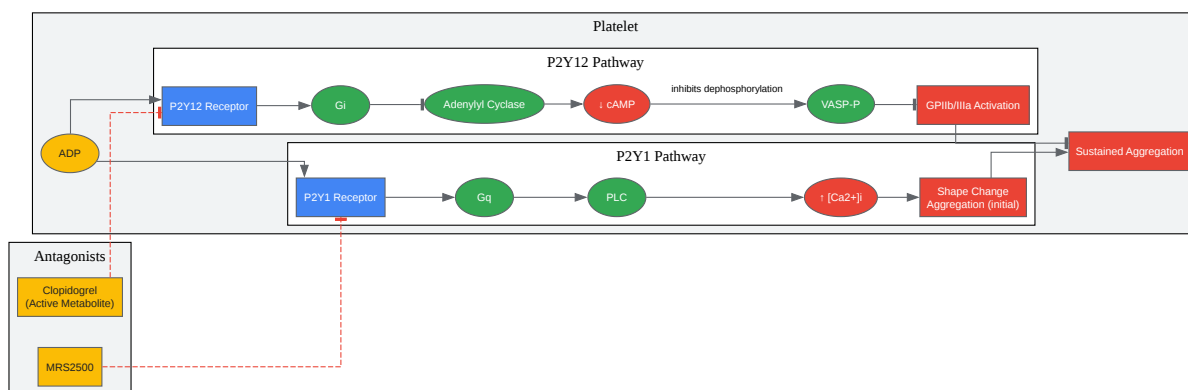 Platelet
P2Y12 Pathway
P2Y12 Receptor
Gi
Adenylyl Cyclase
↓ cAMP
inhibits dephosphorylation
VASP-P
GPIIb/IIIa Activation
ADP
Sustained Aggregation
P2Y1 Pathway
P2Y1 Receptor
Gq
PLC
↑ [Ca2+]i
Shape Change
Aggregation (initial)
Antagonists
Clopidogrel
(Active Metabolite)
MRS2500